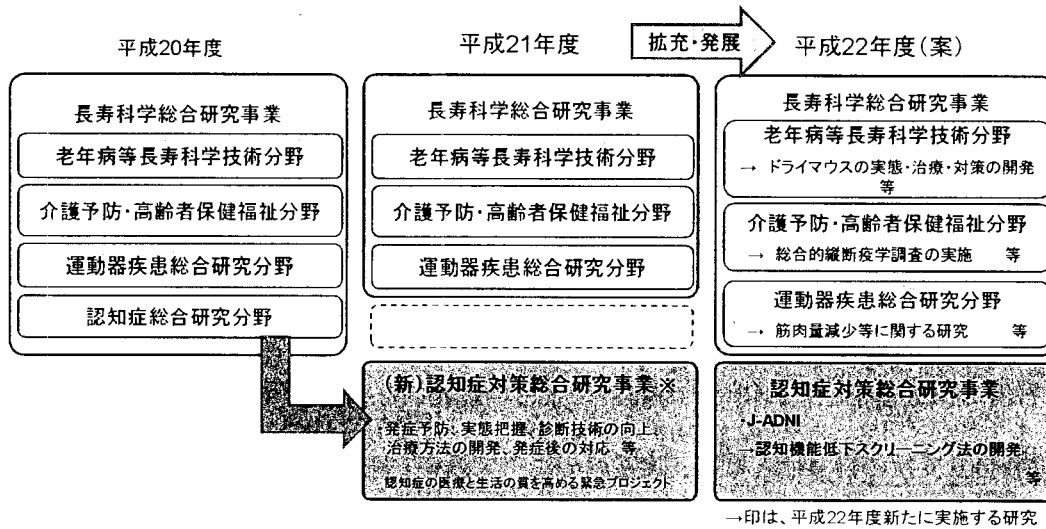 平成20年度
長寿科学総合研究事業
老年病等長寿科学技術分野
介護予防・高齢者保健福祉分野
運動器疾患総合研究分野
認知症総合研究分野
平成21年度
長寿科学総合研究事業
老年病等長寿科学技術分野
介護予防・高齢者保健福祉分野
運動器疾患総合研究分野
(新)認知症対策総合研究事業※
発症予防、実態把握、診断技術の向上、
治療方法の開発、発症後の対応 等
認知症の医療と生活の質を高める緊急プロジェクト
拡充・発展
平成22年度(案)
長寿科学総合研究事業
老年病等長寿科学技術分野
→ ドライマウスの実態・治療・対策の開発
等
介護予防・高齢者保健福祉分野
→ 総合的縦断疫学調査の実施 等
運動器疾患総合研究分野
→ 筋肉量減少等に関する研究 等
認知症対策総合研究事業
・J-ADNI
→認知機能低下スクリーニング法の開発
等
→印は、平成22年度新たに実施する研究